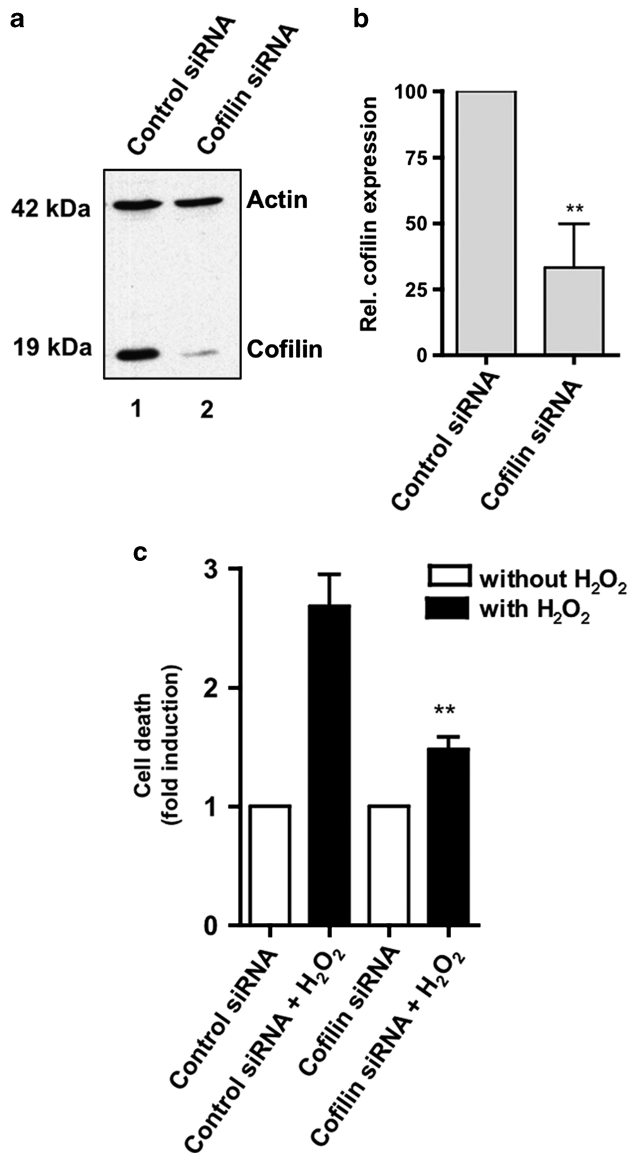 a
Control siRNA
Cofilin siRNA
42 kDa
Actin
19 kDa
Cofilin
1 2
b
Rel. cofilin expression
100
75
50
25
0
**
Control siRNA
Cofilin siRNA
c
Cell death
(fold induction)
3
2
1
0
without H₂O₂
with H₂O₂
**
Control siRNA
Control siRNA + H₂O₂
Cofilin siRNA
Cofilin siRNA + H₂O₂